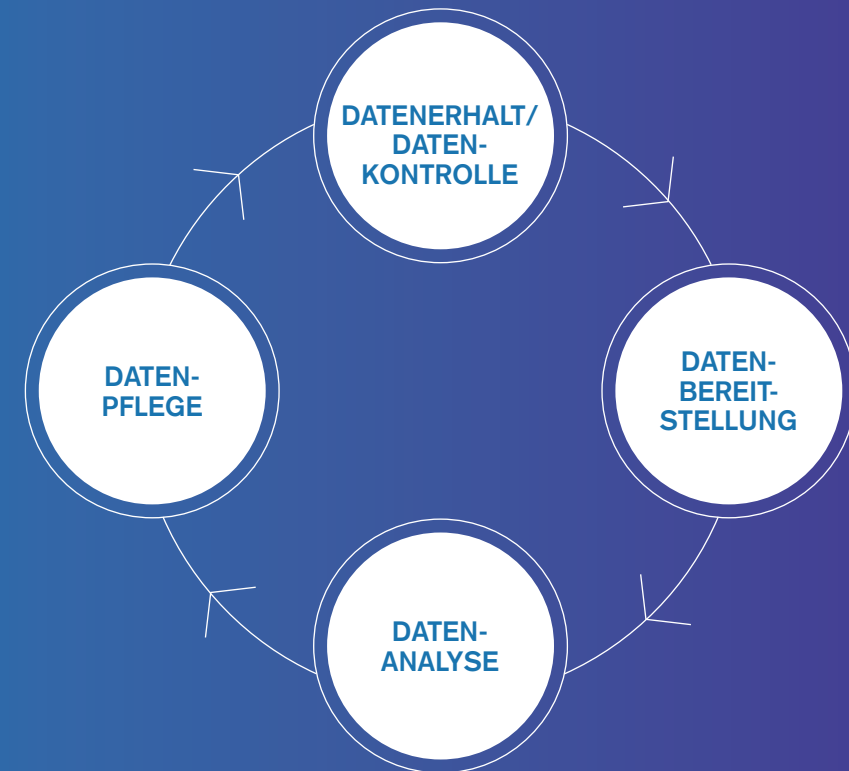 DATENERHALT/
DATEN-
KONTROLLE
DATEN-
BEREIT-
STELLUNG
DATEN-
ANALYSE
DATEN-
PFLEGE